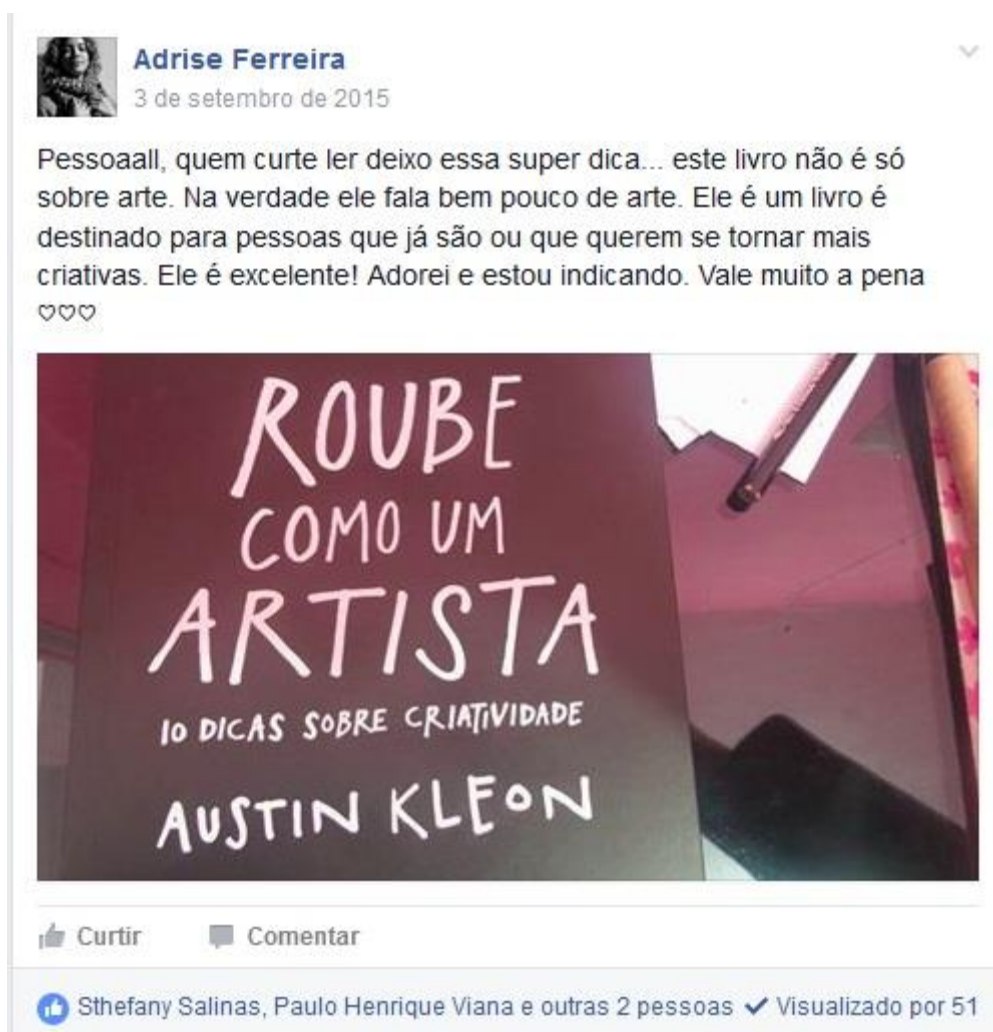 Adrise Ferreira
3 de setembro de 2015
Pessoaall, quem curte ler deixo essa super dica... este livro não é só
sobre arte. Na verdade ele fala bem pouco de arte. Ele é um livro é
destinado para pessoas que já são ou que querem se tornar mais
criativas. Ele é excelente! Adorei e estou indicando. Vale muito a pena
♡♡♡
ROUBE
COMO UM
ARTISTA
10 DICAS SOBRE CRIATIVIDADE
AUSTIN KLEON
Curtir Comentar
Sthefany Salinas, Paulo Henrique Viana e outras 2 pessoas ✓ Visualizado por 51